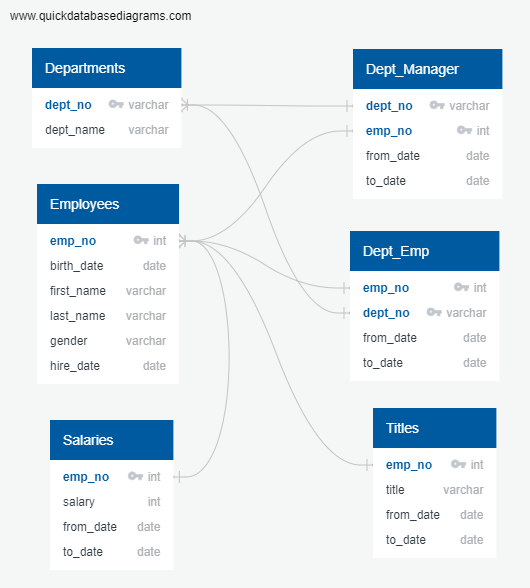 www.quickdatabasediagrams.com
Departments
dept_no varchar
dept_name varchar
Employees
emp_no int
birth_date date
first_name varchar
last_name varchar
gender varchar
hire_date date
Salaries
emp_no int
salary int
from_date date
to_date date
Dept_Manager
dept_no varchar
emp_no int
from_date date
to_date date
Dept_Emp
emp_no int
dept_no varchar
from_date date
to_date date
Titles
emp_no int
title varchar
from_date date
to_date date